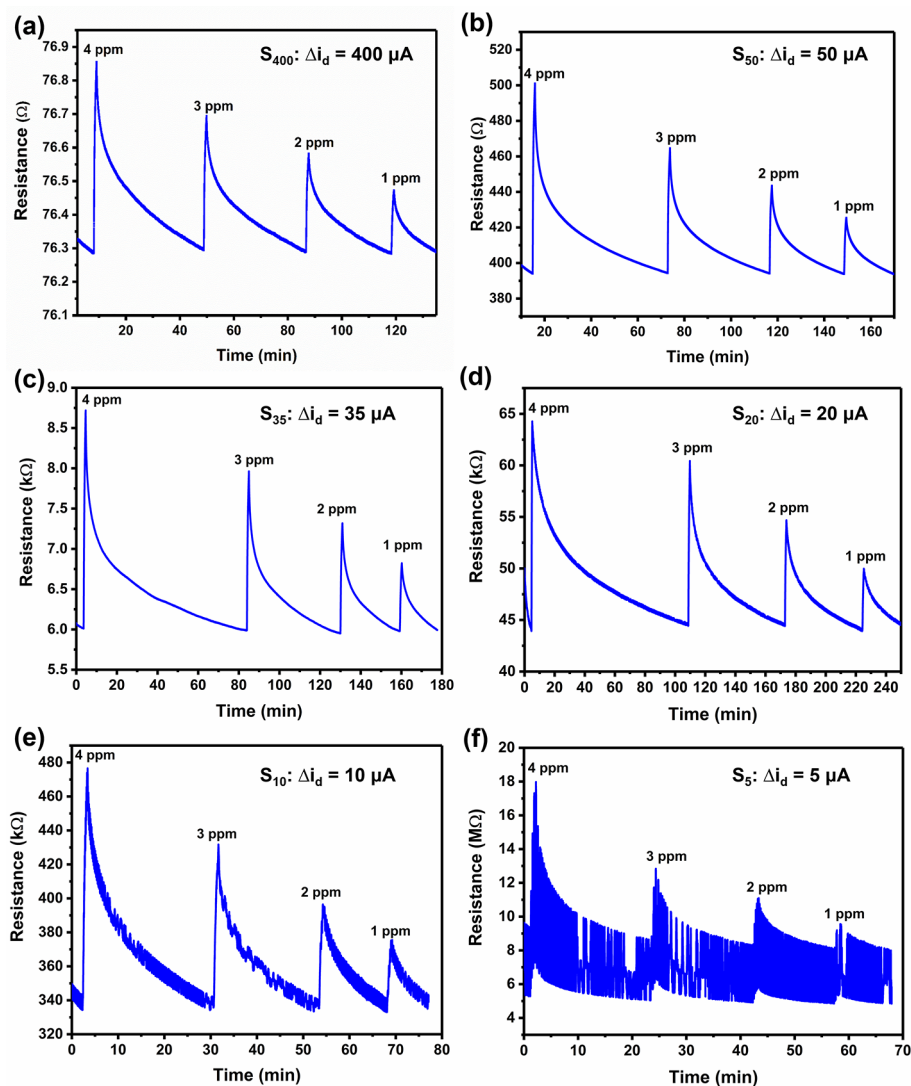 (a)
S400: Δid = 400 µA
4 ppm
3 ppm
2 ppm
1 ppm
Resistance (Ω)
76.9
76.8
76.7
76.6
76.5
76.4
76.3
76.2
76.1
20 40 60 80 100 120
Time (min)
(b)
S50: Δid = 50 µA
4 ppm
3 ppm
2 ppm
1 ppm
Resistance (Ω)
520
500
480
460
440
420
400
380
20 40 60 80 100 120 140 160
Time (min)
(c)
S35: Δid = 35 µA
4 ppm
3 ppm
2 ppm
1 ppm
Resistance (kΩ)
9.0
8.5
8.0
7.5
7.0
6.5
6.0
5.5
0 20 40 60 80 100 120 140 160 180
Time (min)
(d)
S20: Δid = 20 µA
4 ppm
3 ppm
2 ppm
1 ppm
Resistance (kΩ)
65
60
55
50
45
40
0 20 40 60 80 100 120 140 160 180 200 220 240
Time (min)
(e)
S10: Δid = 10 µA
4 ppm
3 ppm
2 ppm
1 ppm
Resistance (kΩ)
480
460
440
420
400
380
360
340
320
0 10 20 30 40 50 60 70 80
Time (min)
(f)
S5: Δid = 5 µA
4 ppm
3 ppm
2 ppm
1 ppm
Resistance (MΩ)
18
16
14
12
10
8
6
4
0 10 20 30 40 50 60 70
Time (min)